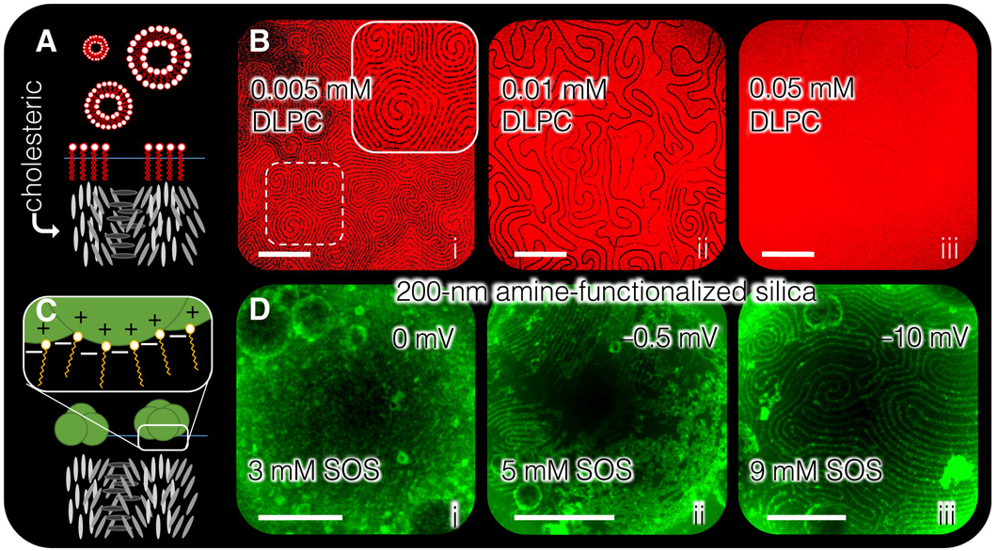 A
cholesteric
B
0.005 mM
DLPC
i
0.01 mM
DLPC
ii
0.05 mM
DLPC
iii
C
+ + + + + +
D
200-nm amine-functionalized silica
0 mV
3 mM SOS
i
-0.5 mV
5 mM SOS
ii
-10 mV
9 mM SOS
iii